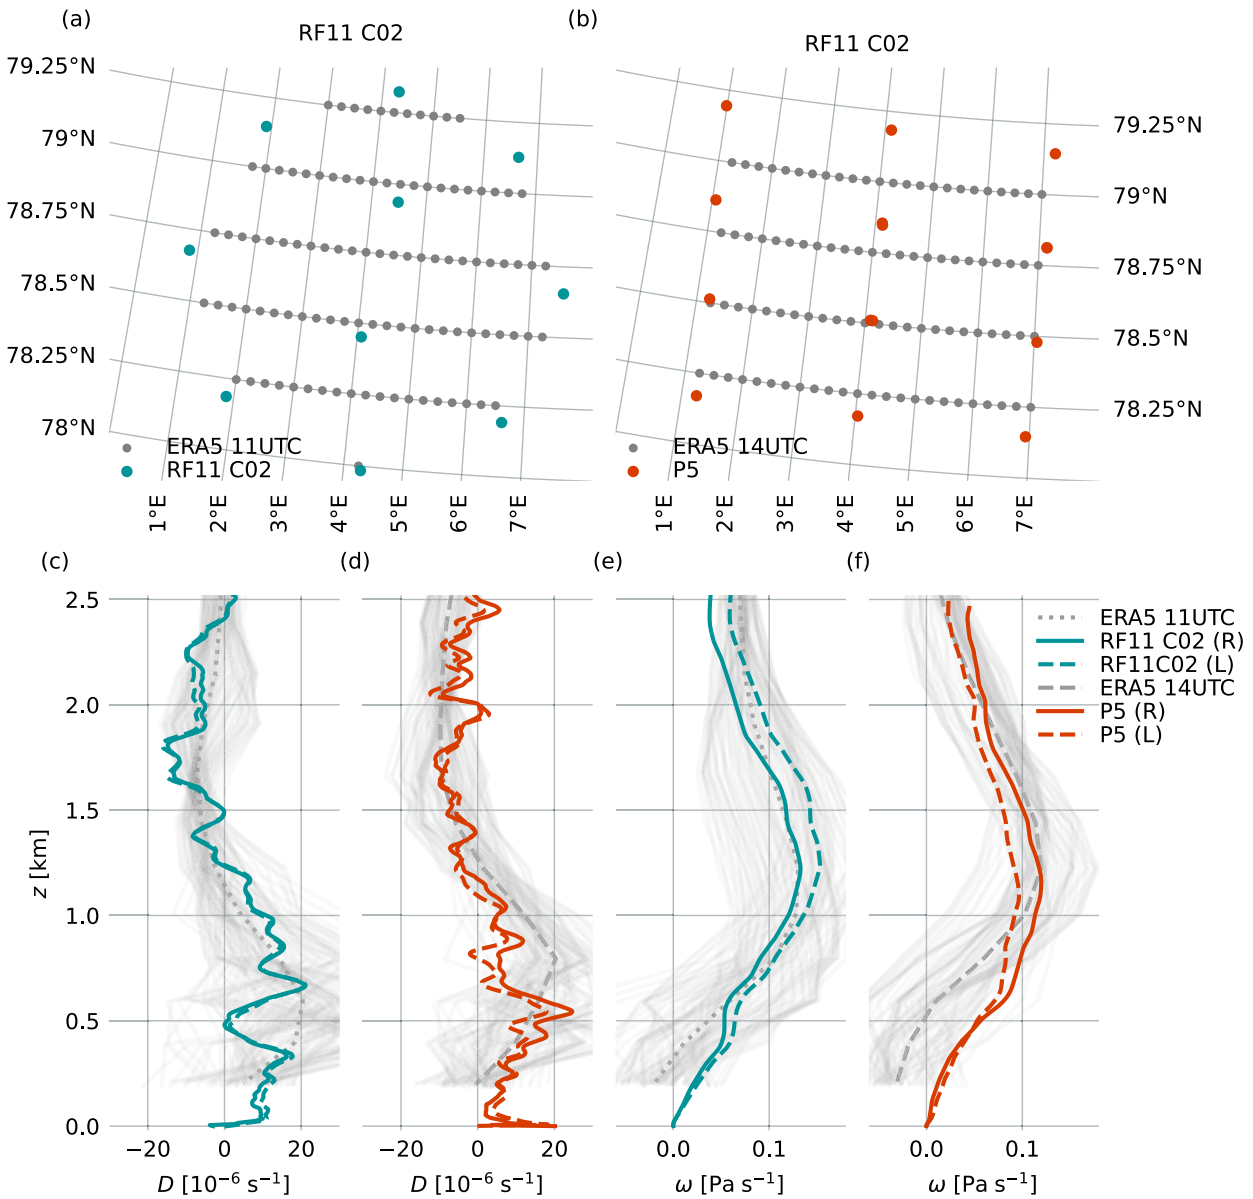 (a)
RF11 C02
(b)
RF11 C02
79.25°N
79°N
78.75°N
78.5°N
78.25°N
78°N
79.25°N
79°N
78.75°N
78.5°N
78.25°N
ERA5 11UTC
RF11 C02
ERA5 14UTC
P5
1°E
2°E
3°E
4°E
5°E
6°E
7°E
1°E
2°E
3°E
4°E
5°E
6°E
7°E
(c)
(d)
(e)
(f)
2.5
2.0
1.5
1.0
0.5
0.0
z [km]
ERA5 11UTC
RF11 C02 (R)
RF11C02 (L)
ERA5 14UTC
P5 (R)
P5 (L)
−20
0
20
−20
0
20
0.0
0.1
0.0
0.1
D [10⁻⁶ s⁻¹]
D [10⁻⁶ s⁻¹]
ω [Pa s⁻¹]
ω [Pa s⁻¹]